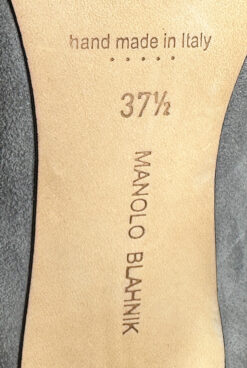 hand made in Italy
37½
MANOLO BLAHNIK